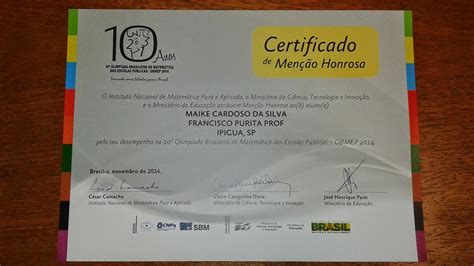 10 Anos
10ª OLIMPÍADA BRASILEIRA DE MATEMÁTICA
DAS ESCOLAS PÚBLICAS | OBMEP 2014
Certificado
de Menção Honrosa
O Instituto Nacional de Matemática Pura e Aplicada, o Ministério da Ciência, Tecnologia e Inovação,
e o Ministério da Educação atribuem Menção Honrosa ao(à) aluno(a)
MAIKE CARDOSO DA SILVA
FRANCISCO PURITA PROF
IPIGUA, SP
pelo seu desempenho na 10ª Olimpíada Brasileira de Matemática das Escolas Públicas - OBMEP 2014.
Brasília, novembro de 2014.
César Camacho
Instituto Nacional de Matemática Pura e Aplicada
Clelio Campolina Diniz
Ministério da Ciência, Tecnologia e Inovação
José Henrique Paim
Ministério da Educação
CNPq
SBM
BRASIL